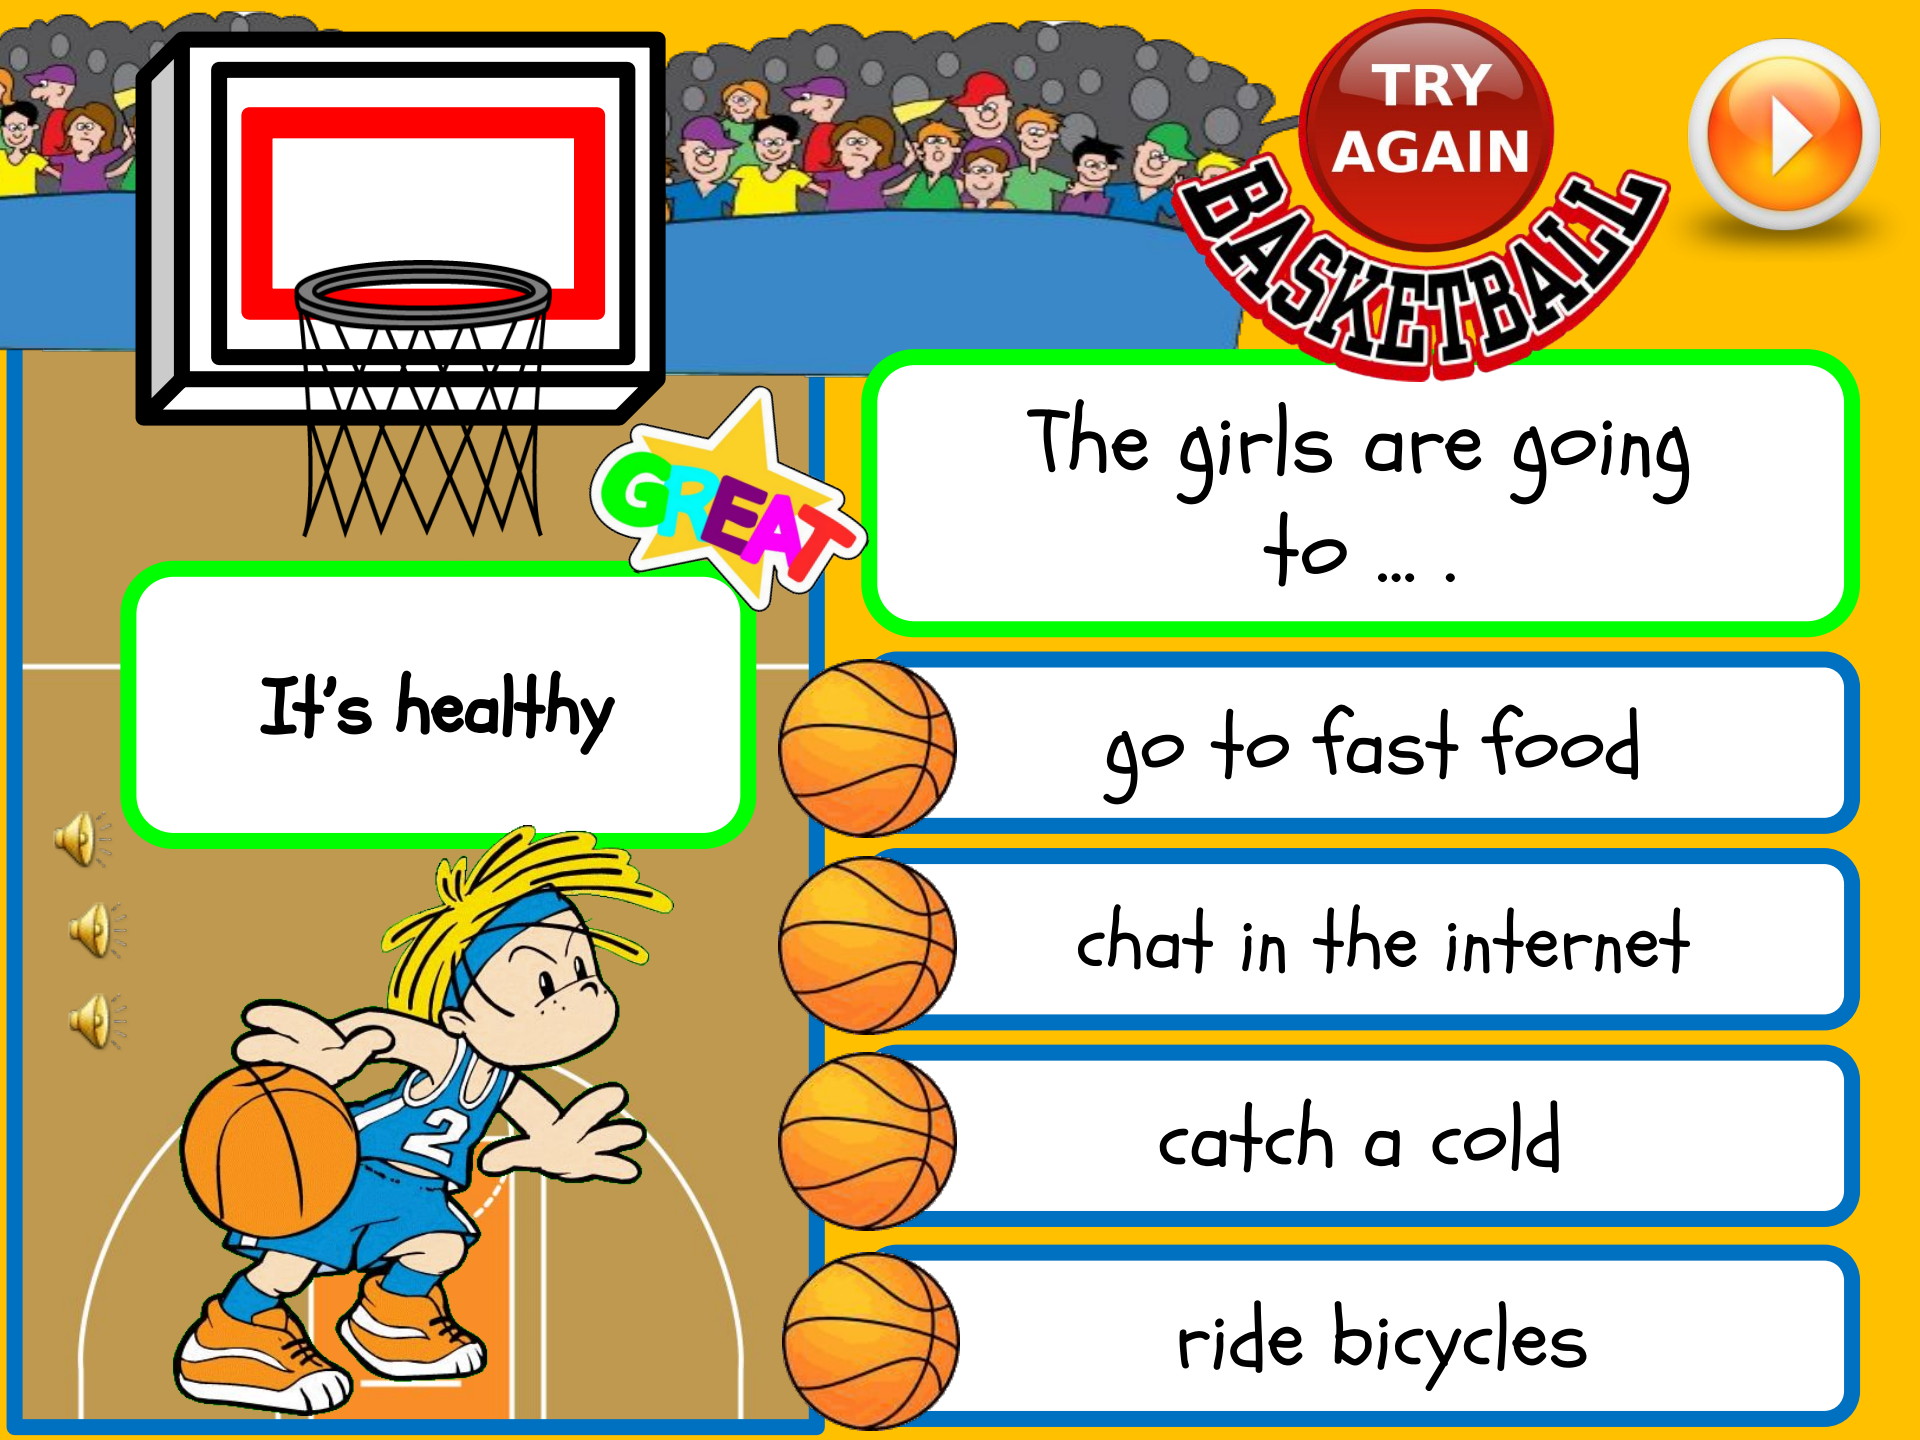 TRY
AGAIN
BASKETBALL
The girls are going
to ... .
GREAT
It's healthy
go to fast food
chat in the internet
catch a cold
ride bicycles
2